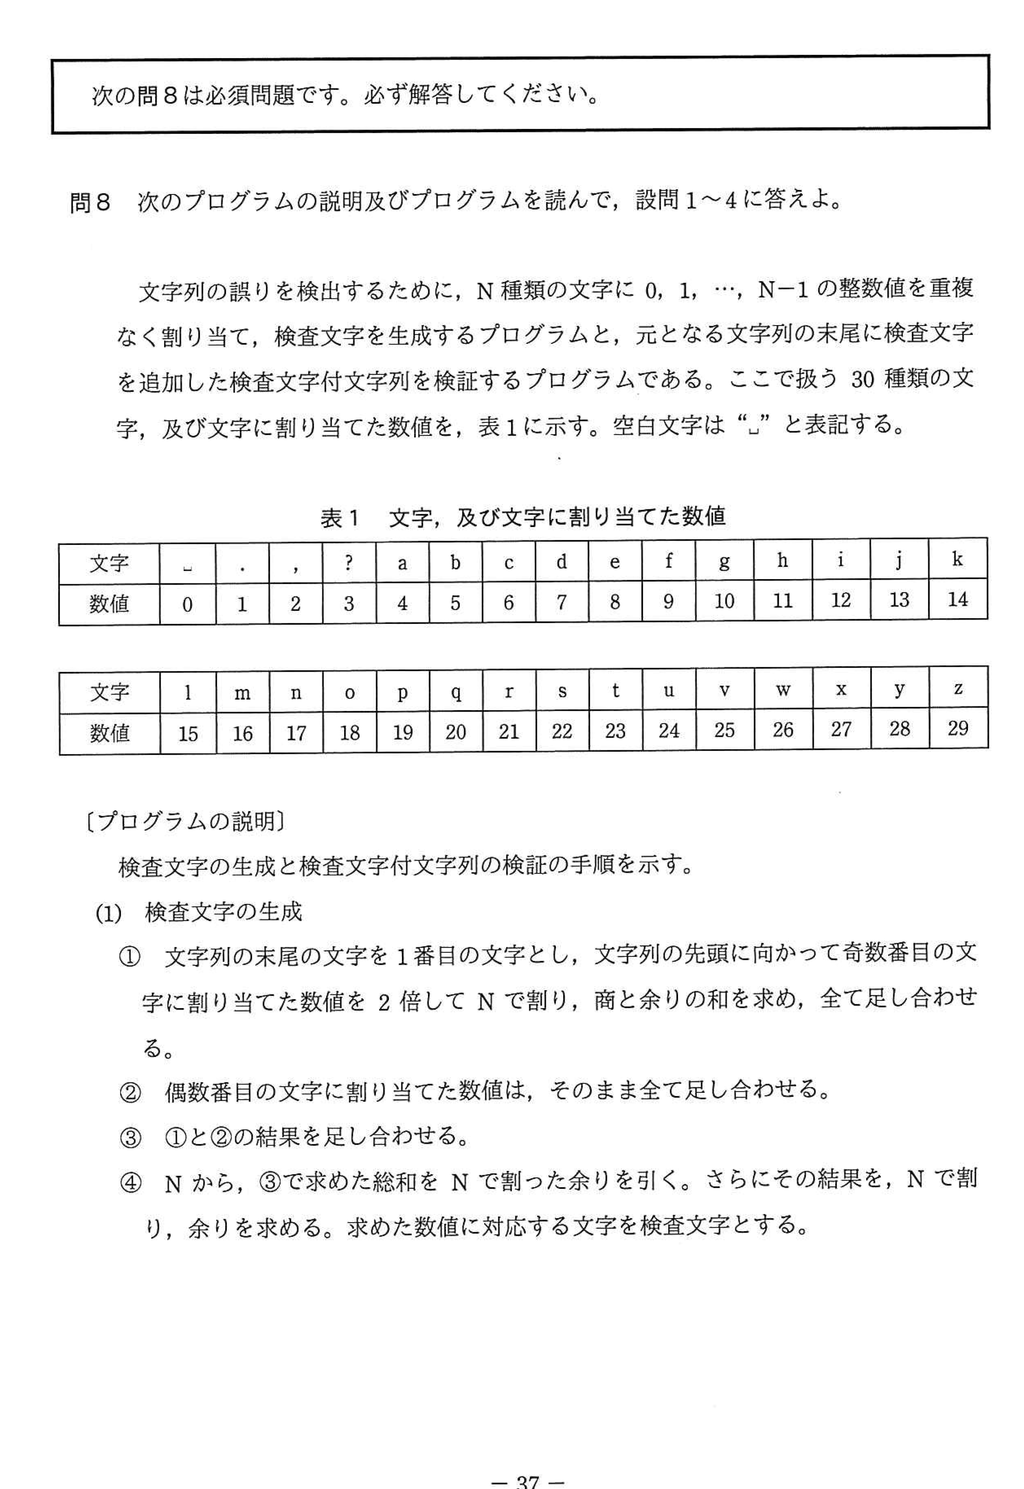 次の問8は必須問題です。必ず解答してください。
問8　次のプログラムの説明及びプログラムを読んで，設問1～4に答えよ。
文字列の誤りを検出するために，N種類の文字に 0，1，…，N－1 の整数値を重複
なく割り当て，検査文字を生成するプログラムと，元となる文字列の末尾に検査文字
を追加した検査文字付文字列を検証するプログラムである。ここで扱う 30 種類の文
字，及び文字に割り当てた数値を，表1に示す。空白文字は“␣”と表記する。
表1　文字，及び文字に割り当てた数値
文字 ␣ . , ? a b c d e f g h i j k
数値 0 1 2 3 4 5 6 7 8 9 10 11 12 13 14
文字 l m n o p q r s t u v w x y z
数値 15 16 17 18 19 20 21 22 23 24 25 26 27 28 29
〔プログラムの説明〕
検査文字の生成と検査文字付文字列の検証の手順を示す。
(1)　検査文字の生成
①　文字列の末尾の文字を1番目の文字とし，文字列の先頭に向かって奇数番目の文
字に割り当てた数値を 2 倍して N で割り，商と余りの和を求め，全て足し合わせ
る。
②　偶数番目の文字に割り当てた数値は，そのまま全て足し合わせる。
③　①と②の結果を足し合わせる。
④　N から，③で求めた総和を N で割った余りを引く。さらにその結果を，N で割
り，余りを求める。求めた数値に対応する文字を検査文字とする。
－ 37 －